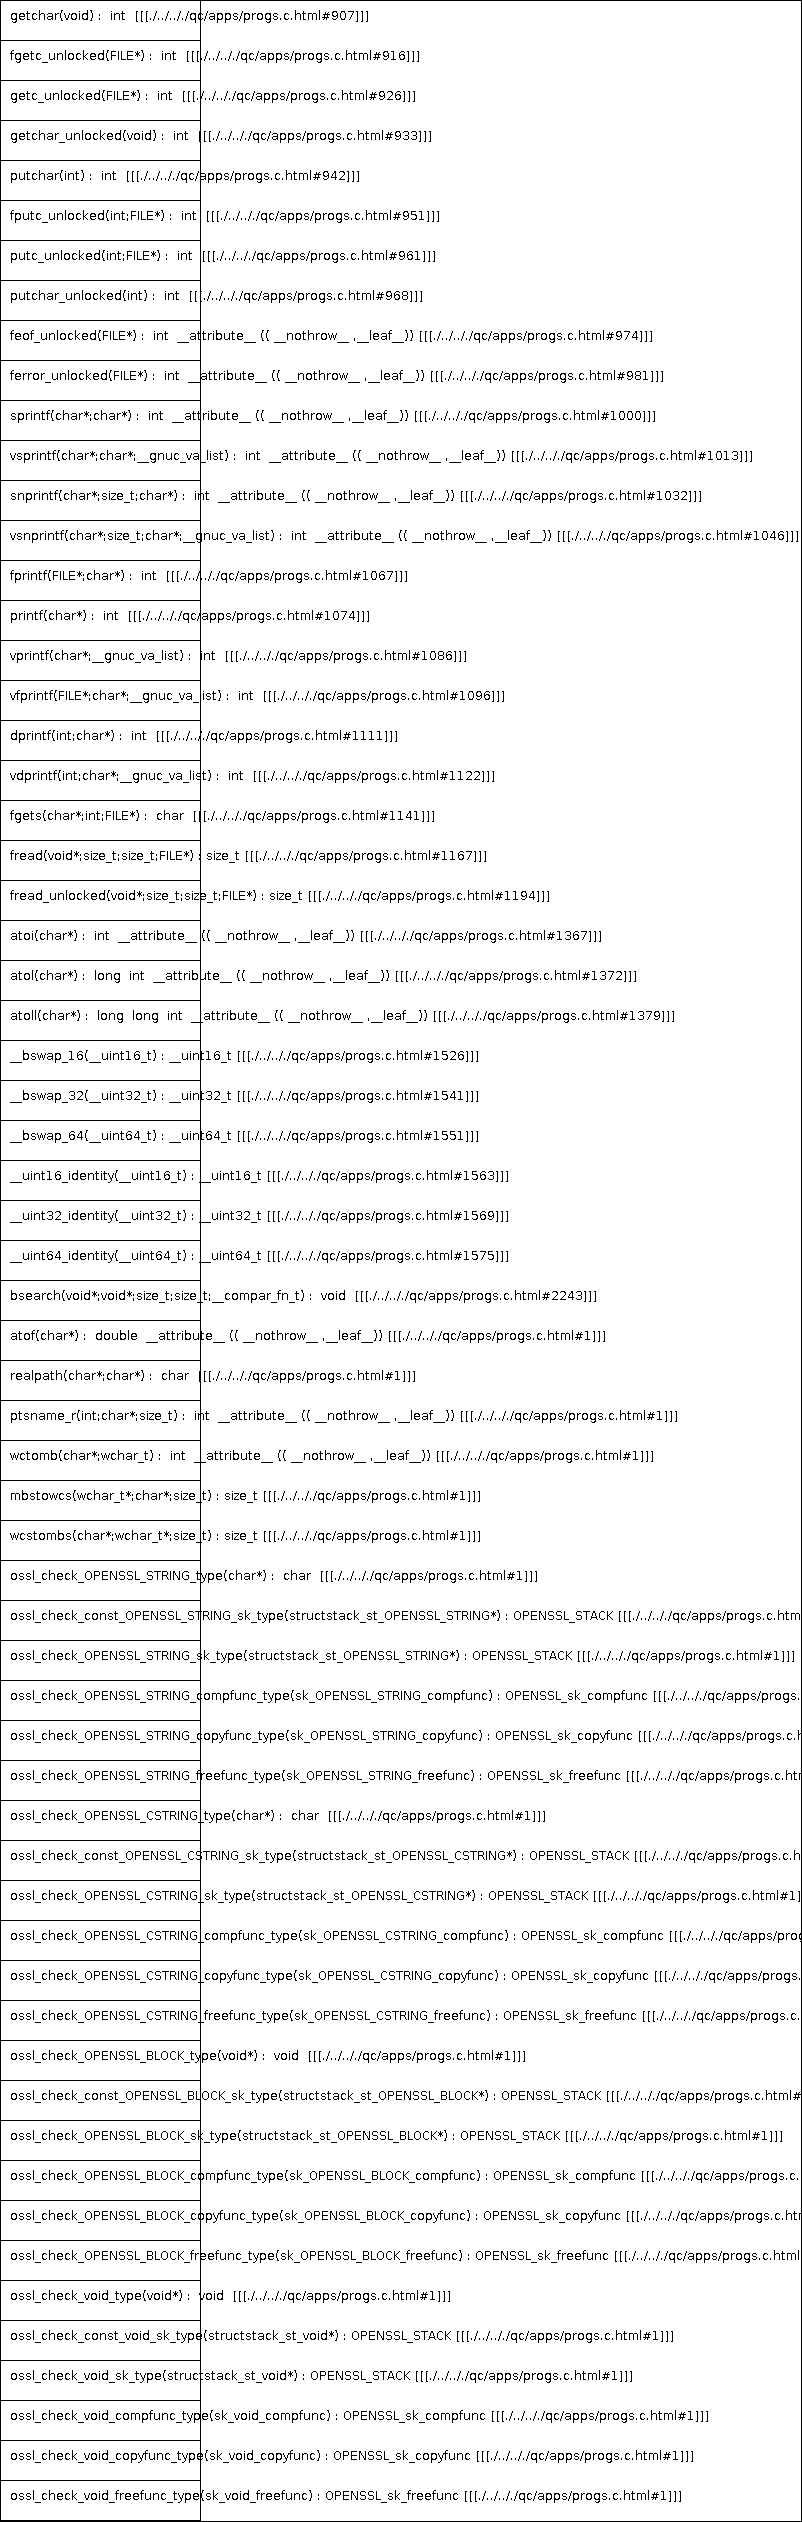 getchar(void) :  int  [[[./../../../qc/apps/progs.c.html#907]]]
fgetc_unlocked(FILE*) :  int  [[[./../../../qc/apps/progs.c.html#916]]]
getc_unlocked(FILE*) :  int  [[[./../../../qc/apps/progs.c.html#926]]]
getchar_unlocked(void) :  int  [[[./../../../qc/apps/progs.c.html#933]]]
putchar(int) :  int  [[[./../../../qc/apps/progs.c.html#942]]]
fputc_unlocked(int;FILE*) :  int  [[[./../../../qc/apps/progs.c.html#951]]]
putc_unlocked(int;FILE*) :  int  [[[./../../../qc/apps/progs.c.html#961]]]
putchar_unlocked(int) :  int  [[[./../../../qc/apps/progs.c.html#968]]]
feof_unlocked(FILE*) :  int  __attribute__ (( __nothrow__ ,__leaf__)) [[[./../../../qc/apps/progs.c.html#974]]]
ferror_unlocked(FILE*) :  int  __attribute__ (( __nothrow__ ,__leaf__)) [[[./../../../qc/apps/progs.c.html#981]]]
sprintf(char*;char*) :  int  __attribute__ (( __nothrow__ ,__leaf__)) [[[./../../../qc/apps/progs.c.html#1000]]]
vsprintf(char*;char*;__gnuc_va_list) :  int  __attribute__ (( __nothrow__ ,__leaf__)) [[[./../../../qc/apps/progs.c.html#1013]]]
snprintf(char*;size_t;char*) :  int  __attribute__ (( __nothrow__ ,__leaf__)) [[[./../../../qc/apps/progs.c.html#1032]]]
vsnprintf(char*;size_t;char*;__gnuc_va_list) :  int  __attribute__ (( __nothrow__ ,__leaf__)) [[[./../../../qc/apps/progs.c.html#1046]]]
fprintf(FILE*;char*) :  int  [[[./../../../qc/apps/progs.c.html#1067]]]
printf(char*) :  int  [[[./../../../qc/apps/progs.c.html#1074]]]
vprintf(char*;__gnuc_va_list) :  int  [[[./../../../qc/apps/progs.c.html#1086]]]
vfprintf(FILE*;char*;__gnuc_va_list) :  int  [[[./../../../qc/apps/progs.c.html#1096]]]
dprintf(int;char*) :  int  [[[./../../../qc/apps/progs.c.html#1111]]]
vdprintf(int;char*;__gnuc_va_list) :  int  [[[./../../../qc/apps/progs.c.html#1122]]]
fgets(char*;int;FILE*) :  char  [[[./../../../qc/apps/progs.c.html#1141]]]
fread(void*;size_t;size_t;FILE*) : size_t [[[./../../../qc/apps/progs.c.html#1167]]]
fread_unlocked(void*;size_t;size_t;FILE*) : size_t [[[./../../../qc/apps/progs.c.html#1194]]]
atoi(char*) :  int  __attribute__ (( __nothrow__ ,__leaf__)) [[[./../../../qc/apps/progs.c.html#1367]]]
atol(char*) :  long  int  __attribute__ (( __nothrow__ ,__leaf__)) [[[./../../../qc/apps/progs.c.html#1372]]]
atoll(char*) :  long  long  int  __attribute__ (( __nothrow__ ,__leaf__)) [[[./../../../qc/apps/progs.c.html#1379]]]
__bswap_16(__uint16_t) : __uint16_t [[[./../../../qc/apps/progs.c.html#1526]]]
__bswap_32(__uint32_t) : __uint32_t [[[./../../../qc/apps/progs.c.html#1541]]]
__bswap_64(__uint64_t) : __uint64_t [[[./../../../qc/apps/progs.c.html#1551]]]
__uint16_identity(__uint16_t) : __uint16_t [[[./../../../qc/apps/progs.c.html#1563]]]
__uint32_identity(__uint32_t) : __uint32_t [[[./../../../qc/apps/progs.c.html#1569]]]
__uint64_identity(__uint64_t) : __uint64_t [[[./../../../qc/apps/progs.c.html#1575]]]
bsearch(void*;void*;size_t;size_t;__compar_fn_t) :  void  [[[./../../../qc/apps/progs.c.html#2243]]]
atof(char*) :  double  __attribute__ (( __nothrow__ ,__leaf__)) [[[./../../../qc/apps/progs.c.html#1]]]
realpath(char*;char*) :  char  [[[./../../../qc/apps/progs.c.html#1]]]
ptsname_r(int;char*;size_t) :  int  __attribute__ (( __nothrow__ ,__leaf__)) [[[./../../../qc/apps/progs.c.html#1]]]
wctomb(char*;wchar_t) :  int  __attribute__ (( __nothrow__ ,__leaf__)) [[[./../../../qc/apps/progs.c.html#1]]]
mbstowcs(wchar_t*;char*;size_t) : size_t [[[./../../../qc/apps/progs.c.html#1]]]
wcstombs(char*;wchar_t*;size_t) : size_t [[[./../../../qc/apps/progs.c.html#1]]]
ossl_check_OPENSSL_STRING_type(char*) :  char  [[[./../../../qc/apps/progs.c.html#1]]]
ossl_check_const_OPENSSL_STRING_sk_type(structstack_st_OPENSSL_STRING*) : OPENSSL_STACK [[[./../../../qc/apps/progs.c.htm
ossl_check_OPENSSL_STRING_sk_type(structstack_st_OPENSSL_STRING*) : OPENSSL_STACK [[[./../../../qc/apps/progs.c.html#1]]]
ossl_check_OPENSSL_STRING_compfunc_type(sk_OPENSSL_STRING_compfunc) : OPENSSL_sk_compfunc [[[./../../../qc/apps/progs.
ossl_check_OPENSSL_STRING_copyfunc_type(sk_OPENSSL_STRING_copyfunc) : OPENSSL_sk_copyfunc [[[./../../../qc/apps/progs.c.h
ossl_check_OPENSSL_STRING_freefunc_type(sk_OPENSSL_STRING_freefunc) : OPENSSL_sk_freefunc [[[./../../../qc/apps/progs.c.htm
ossl_check_OPENSSL_CSTRING_type(char*) :  char  [[[./../../../qc/apps/progs.c.html#1]]]
ossl_check_const_OPENSSL_CSTRING_sk_type(structstack_st_OPENSSL_CSTRING*) : OPENSSL_STACK [[[./../../../qc/apps/progs.c.h
ossl_check_OPENSSL_CSTRING_sk_type(structstack_st_OPENSSL_CSTRING*) : OPENSSL_STACK [[[./../../../qc/apps/progs.c.html#1]
ossl_check_OPENSSL_CSTRING_compfunc_type(sk_OPENSSL_CSTRING_compfunc) : OPENSSL_sk_compfunc [[[./../../../qc/apps/prog
ossl_check_OPENSSL_CSTRING_copyfunc_type(sk_OPENSSL_CSTRING_copyfunc) : OPENSSL_sk_copyfunc [[[./../../../qc/apps/progs.
ossl_check_OPENSSL_CSTRING_freefunc_type(sk_OPENSSL_CSTRING_freefunc) : OPENSSL_sk_freefunc [[[./../../../qc/apps/progs.c.
ossl_check_OPENSSL_BLOCK_type(void*) :  void  [[[./../../../qc/apps/progs.c.html#1]]]
ossl_check_const_OPENSSL_BLOCK_sk_type(structstack_st_OPENSSL_BLOCK*) : OPENSSL_STACK [[[./../../../qc/apps/progs.c.html#
ossl_check_OPENSSL_BLOCK_sk_type(structstack_st_OPENSSL_BLOCK*) : OPENSSL_STACK [[[./../../../qc/apps/progs.c.html#1]]]
ossl_check_OPENSSL_BLOCK_compfunc_type(sk_OPENSSL_BLOCK_compfunc) : OPENSSL_sk_compfunc [[[./../../../qc/apps/progs.c.
ossl_check_OPENSSL_BLOCK_copyfunc_type(sk_OPENSSL_BLOCK_copyfunc) : OPENSSL_sk_copyfunc [[[./../../../qc/apps/progs.c.htm
ossl_check_OPENSSL_BLOCK_freefunc_type(sk_OPENSSL_BLOCK_freefunc) : OPENSSL_sk_freefunc [[[./../../../qc/apps/progs.c.html
ossl_check_void_type(void*) :  void  [[[./../../../qc/apps/progs.c.html#1]]]
ossl_check_const_void_sk_type(structstack_st_void*) : OPENSSL_STACK [[[./../../../qc/apps/progs.c.html#1]]]
ossl_check_void_sk_type(structstack_st_void*) : OPENSSL_STACK [[[./../../../qc/apps/progs.c.html#1]]]
ossl_check_void_compfunc_type(sk_void_compfunc) : OPENSSL_sk_compfunc [[[./../../../qc/apps/progs.c.html#1]]]
ossl_check_void_copyfunc_type(sk_void_copyfunc) : OPENSSL_sk_copyfunc [[[./../../../qc/apps/progs.c.html#1]]]
ossl_check_void_freefunc_type(sk_void_freefunc) : OPENSSL_sk_freefunc [[[./../../../qc/apps/progs.c.html#1]]]